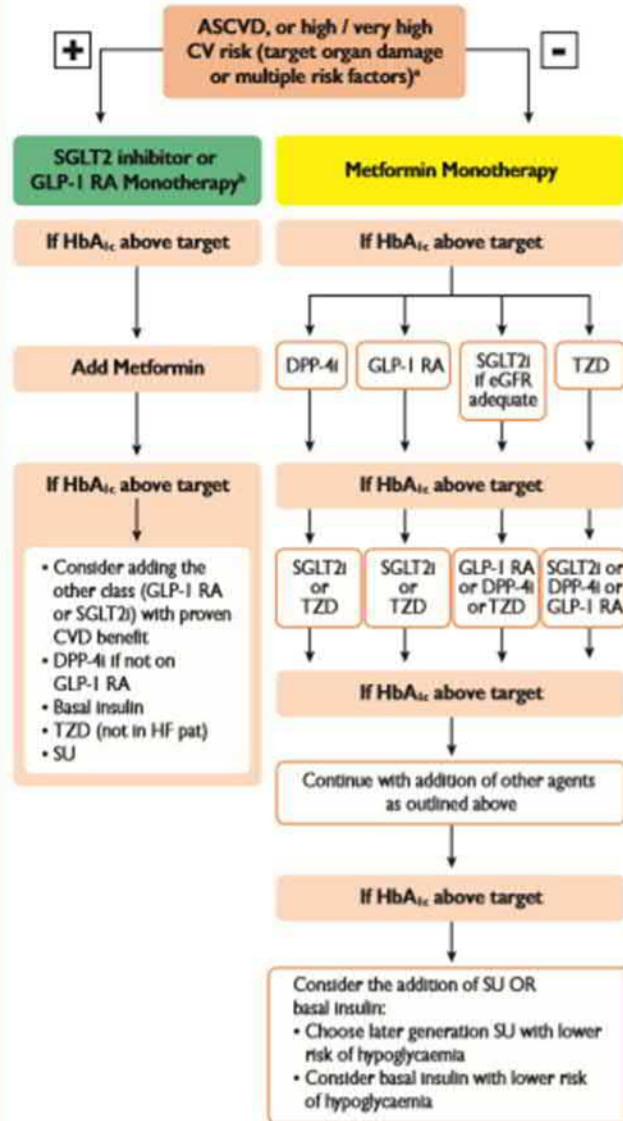 ASCVD, or high / very high
CV risk (target organ damage
or multiple risk factors)ᵃ
+
-
SGLT2 inhibitor or
GLP-1 RA Monotherapyᵇ
If HbA₁c above target
Add Metformin
If HbA₁c above target
• Consider adding the
other class (GLP-1 RA
or SGLT2i) with proven
CVD benefit
• DPP-4i if not on
GLP-1 RA
• Basal insulin
• TZD (not in HF pat)
• SU
Metformin Monotherapy
If HbA₁c above target
DPP-4i
GLP-1 RA
SGLT2i
if eGFR
adequate
TZD
If HbA₁c above target
SGLT2i
or
TZD
SGLT2i
or
TZD
GLP-1 RA
or DPP-4i
or TZD
SGLT2i or
DPP-4i or
GLP-1 RA
If HbA₁c above target
Continue with addition of other agents
as outlined above
If HbA₁c above target
Consider the addition of SU OR
basal insulin:
• Choose later generation SU with lower
risk of hypoglycaemia
• Consider basal insulin with lower risk
of hypoglycaemia